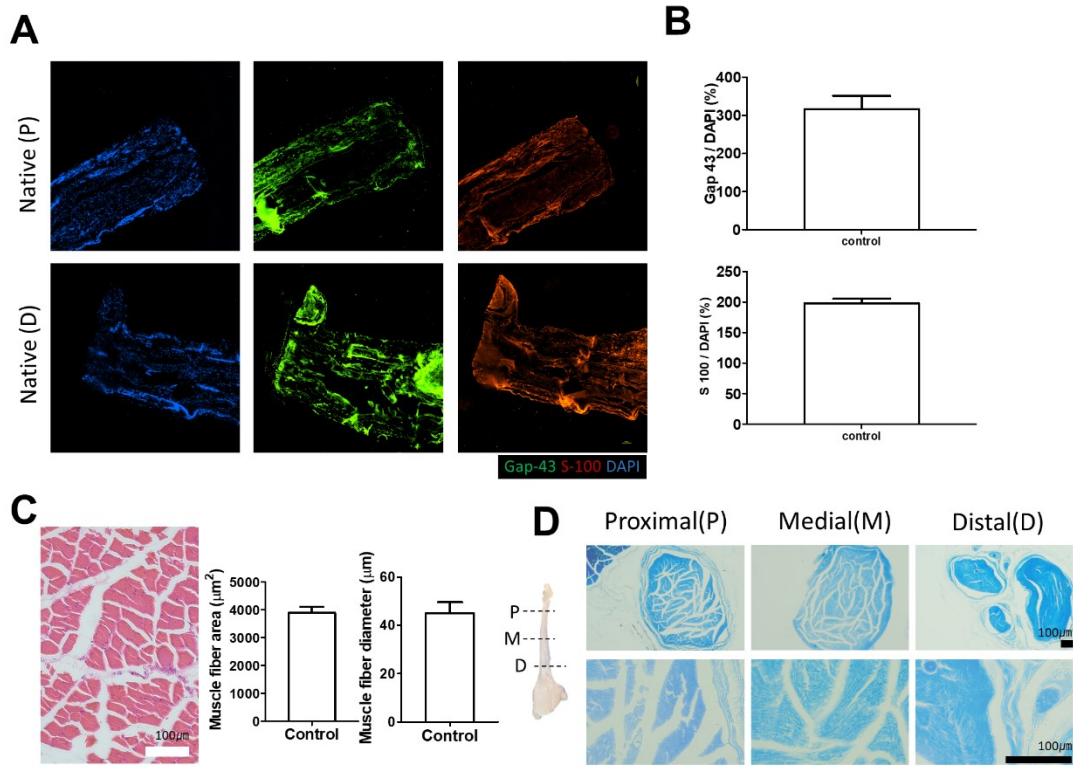 A
Native (P)
Native (D)
Gap-43 S-100 DAPI
B
Gap 43 / DAPI (%)
400
300
200
100
0
control
S 100 / DAPI (%)
250
200
150
100
50
0
control
C
100μm
Muscle fiber area (μm²)
5000
4000
3000
2000
1000
0
Control
Muscle fiber diameter (μm)
60
40
20
0
Control
D
Proximal(P) Medial(M) Distal(D)
P
M
D
100μm
100μm